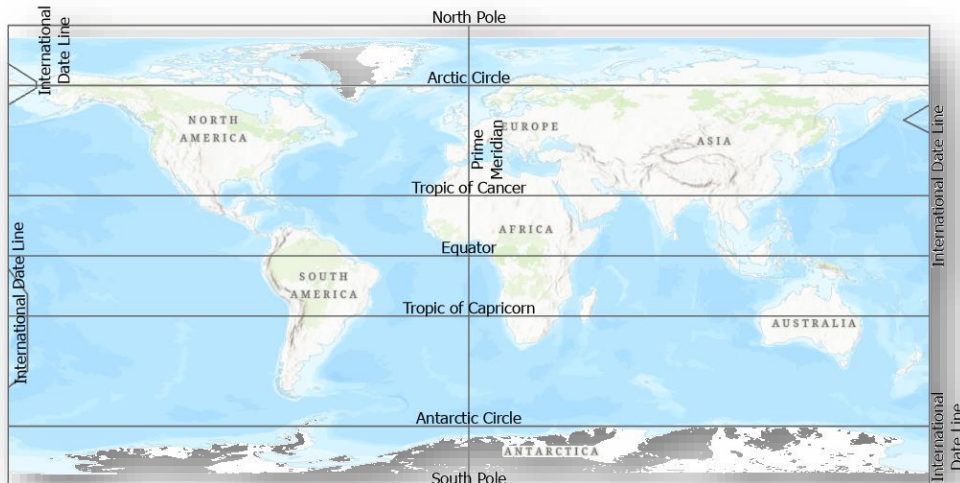 North Pole
International
Date Line
Arctic Circle
NORTH
AMERICA
Prime
Meridian
EUROPE
ASIA
International Date Line
Tropic of Cancer
AFRICA
Equator
International Date Line
SOUTH
AMERICA
Tropic of Capricorn
AUSTRALIA
Antarctic Circle
International
Date Line
ANTARCTICA
South Pole